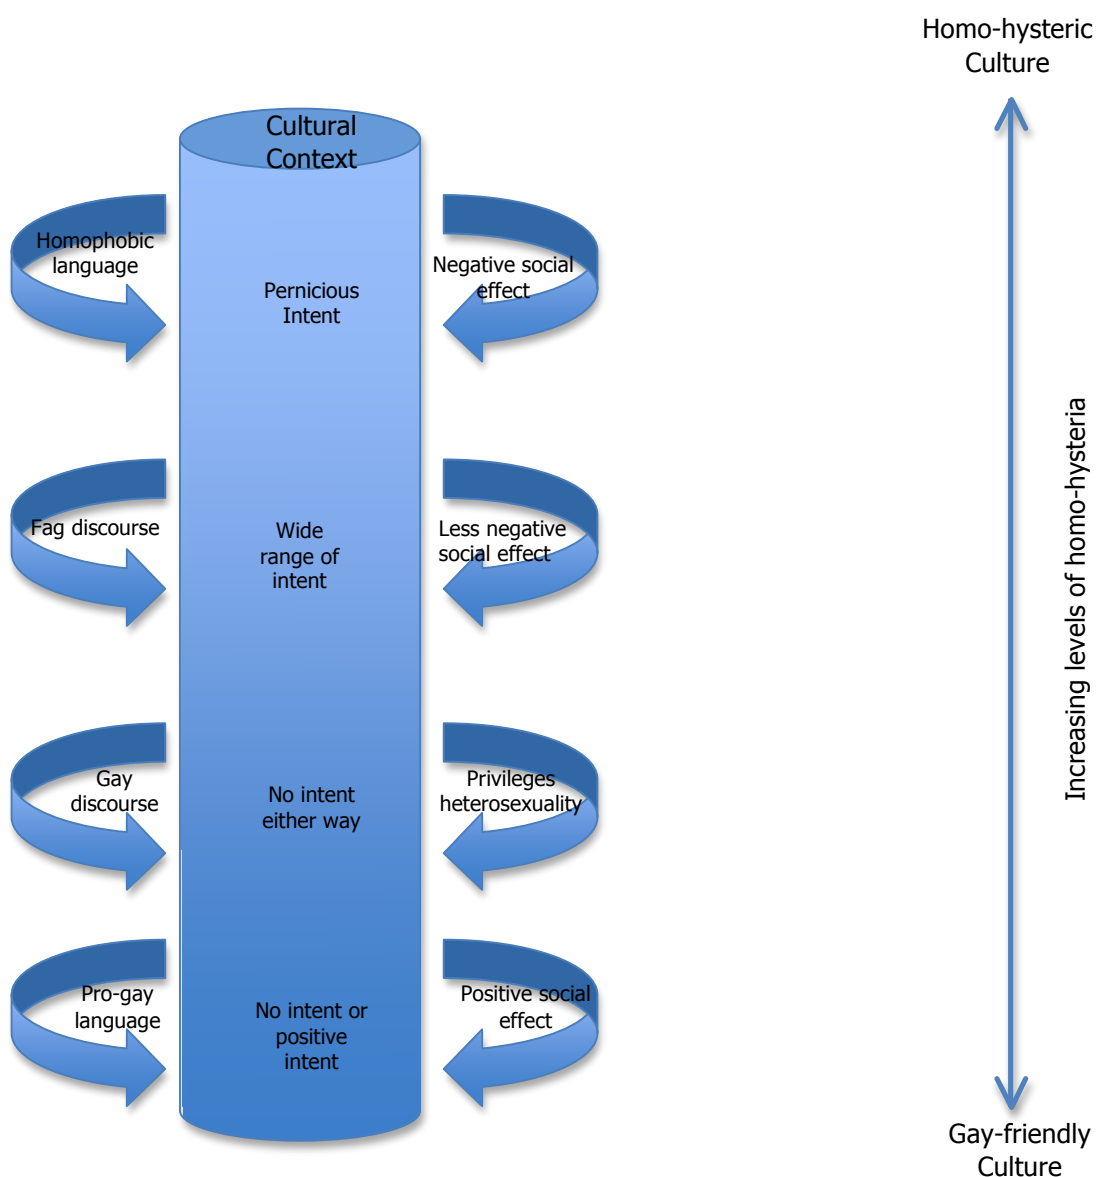 Homo-hysteric
Culture
Cultural
Context
Homophobic
language
Pernicious
Intent
Negative social
effect
Fag discourse
Wide
range of
intent
Less negative
social effect
Gay
discourse
No intent
either way
Privileges
heterosexuality
Pro-gay
language
No intent or
positive
intent
Positive social
effect
Increasing levels of homo-hysteria
Gay-friendly
Culture